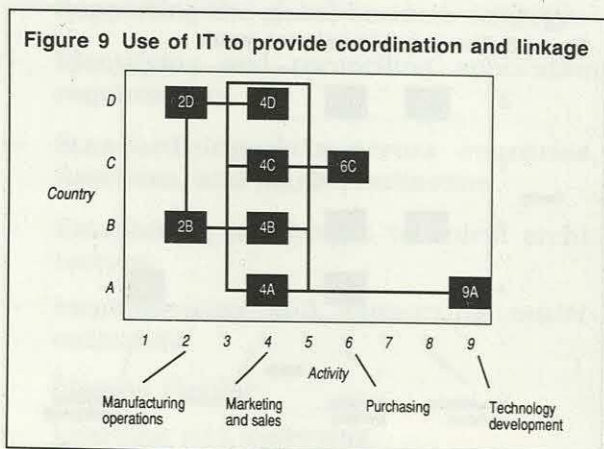 Figure 9 Use of IT to provide coordination and linkage
D
2D
4D
C
4C
6C
Country
B
2B
4B
A
4A
9A
1 2 3 4 5 6 7 8 9
Activity
Manufacturing
operations
Marketing
and sales
Purchasing
Technology
development